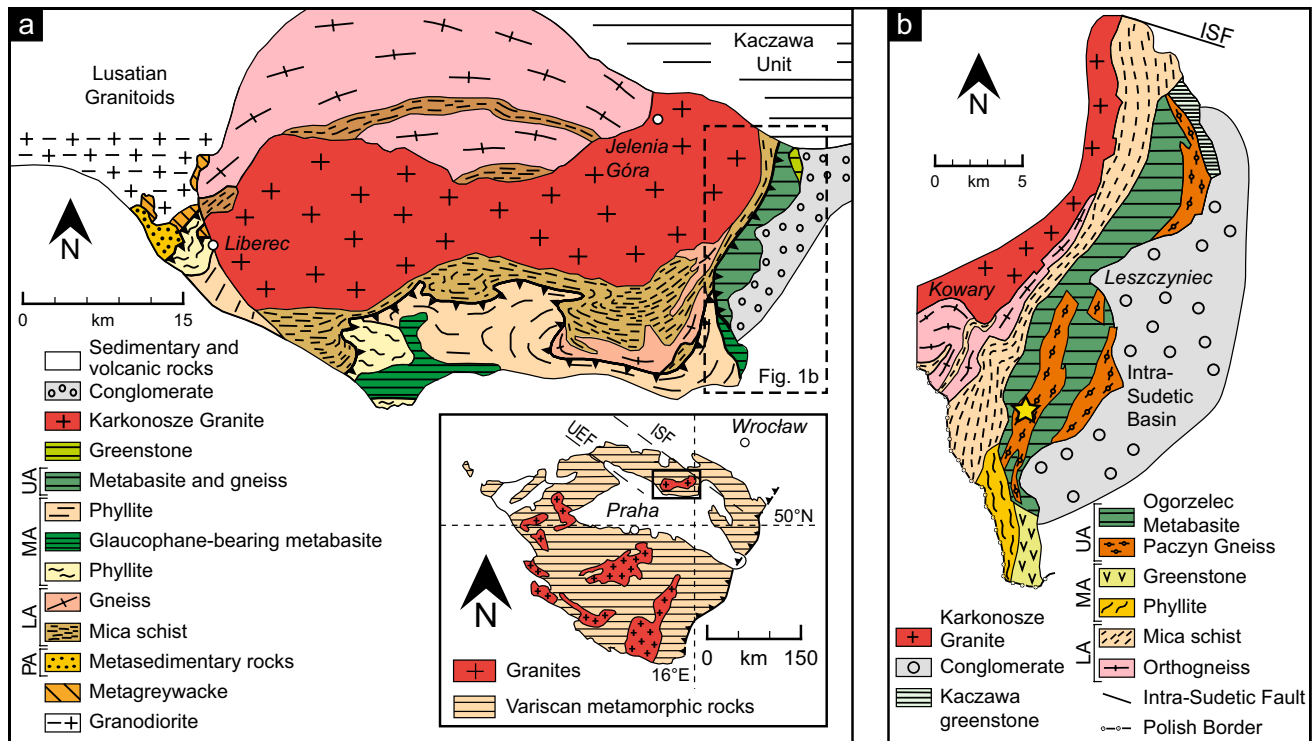 a
Lusatian
Granitoids
Kaczawa
Unit
Jelenia
Góra
Liberec
N
0 km 15
Fig. 1b
Sedimentary and
volcanic rocks
Conglomerate
Karkonosze Granite
Greenstone
UA
Metabasite and gneiss
MA
Phyllite
Glaucophane-bearing metabasite
Phyllite
LA
Gneiss
Mica schist
PA
Metasedimentary rocks
Metagreywacke
Granodiorite
UEF
ISF
Wrocław
Praha
50°N
N
0 km 150
16°E
Granites
Variscan metamorphic rocks
b
ISF
N
0 km 5
Kowary
Leszczyniec
Intra-
Sudetic
Basin
UA
Ogorzelec
Metabasite
Paczyn Gneiss
MA
Greenstone
Phyllite
LA
Mica schist
Orthogneiss
Intra-Sudetic Fault
Polish Border
Karkonosze
Granite
Conglomerate
Kaczawa
greenstone